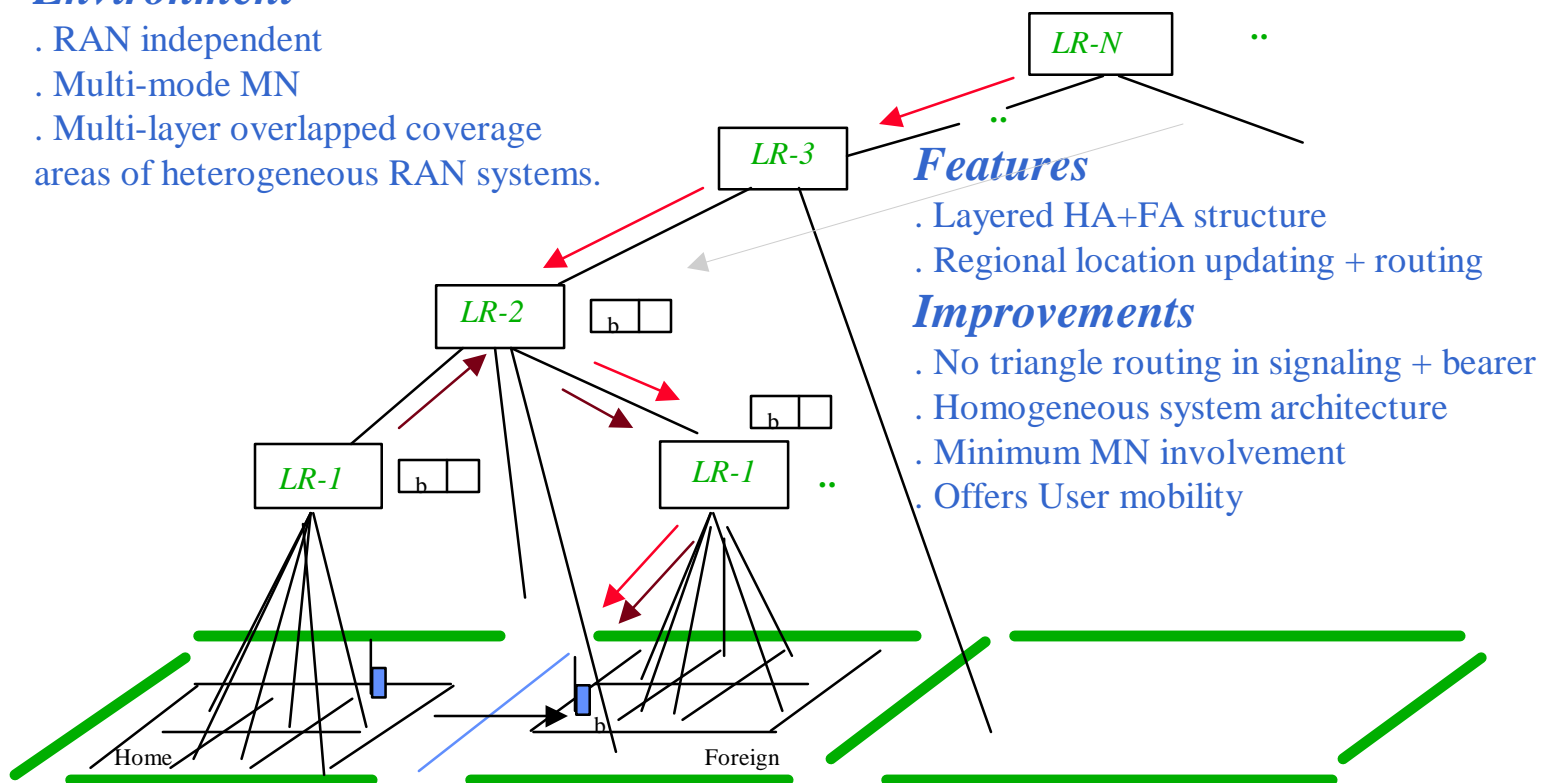 Environment
. RAN independent
. Multi-mode MN
. Multi-layer overlapped coverage
areas of heterogeneous RAN systems.
LR-N
..
..
LR-3
Features
. Layered HA+FA structure
. Regional location updating + routing
Improvements
. No triangle routing in signaling + bearer
. Homogeneous system architecture
. Minimum MN involvement
. Offers User mobility
LR-2
b
b
LR-1
b
LR-1
..
b
Home
Foreign